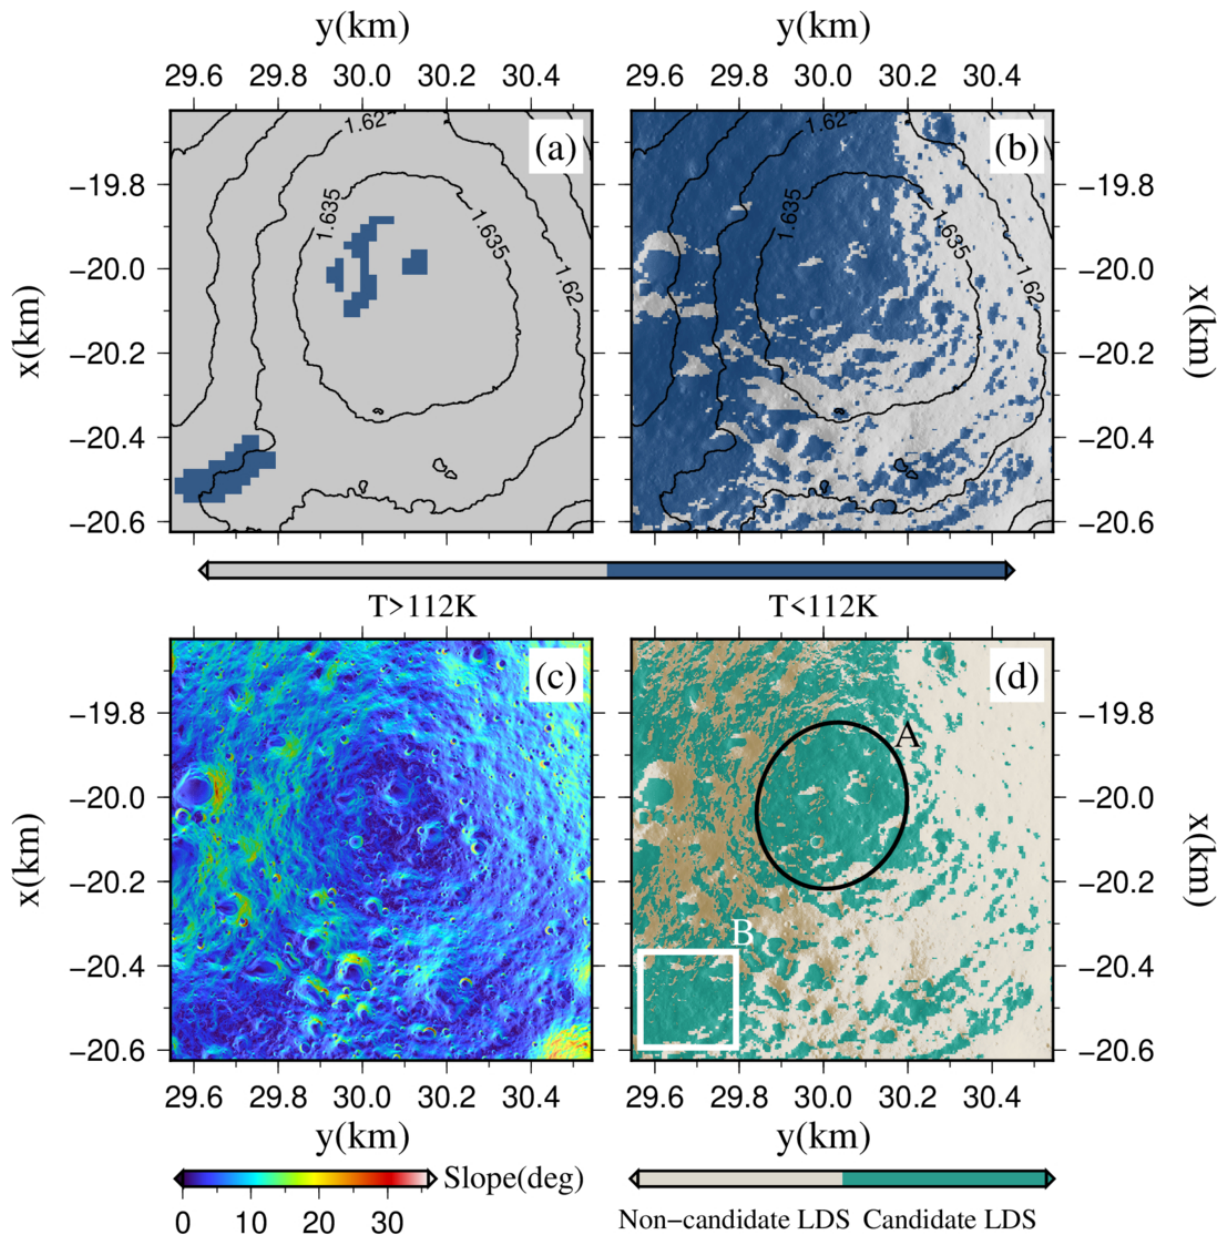 y(km) y(km)
29.6 29.8 30.0 30.2 30.4 29.6 29.8 30.0 30.2 30.4
1.62 (a) 1.62 (b)
−19.8 −19.8
1.635 1.635 1.635 1.635
−20.0 1.62 1.62 −20.0
x(km) x(km)
−20.2 −20.2
−20.4 −20.4
−20.6 −20.6
T>112K T<112K
(c) (d)
−19.8 A −19.8
−20.0 −20.0
x(km) x(km)
−20.2 −20.2
B
−20.4 −20.4
−20.6 −20.6
29.6 29.8 30.0 30.2 30.4 29.6 29.8 30.0 30.2 30.4
y(km) y(km)
Slope(deg)
0 10 20 30 Non−candidate LDS Candidate LDS